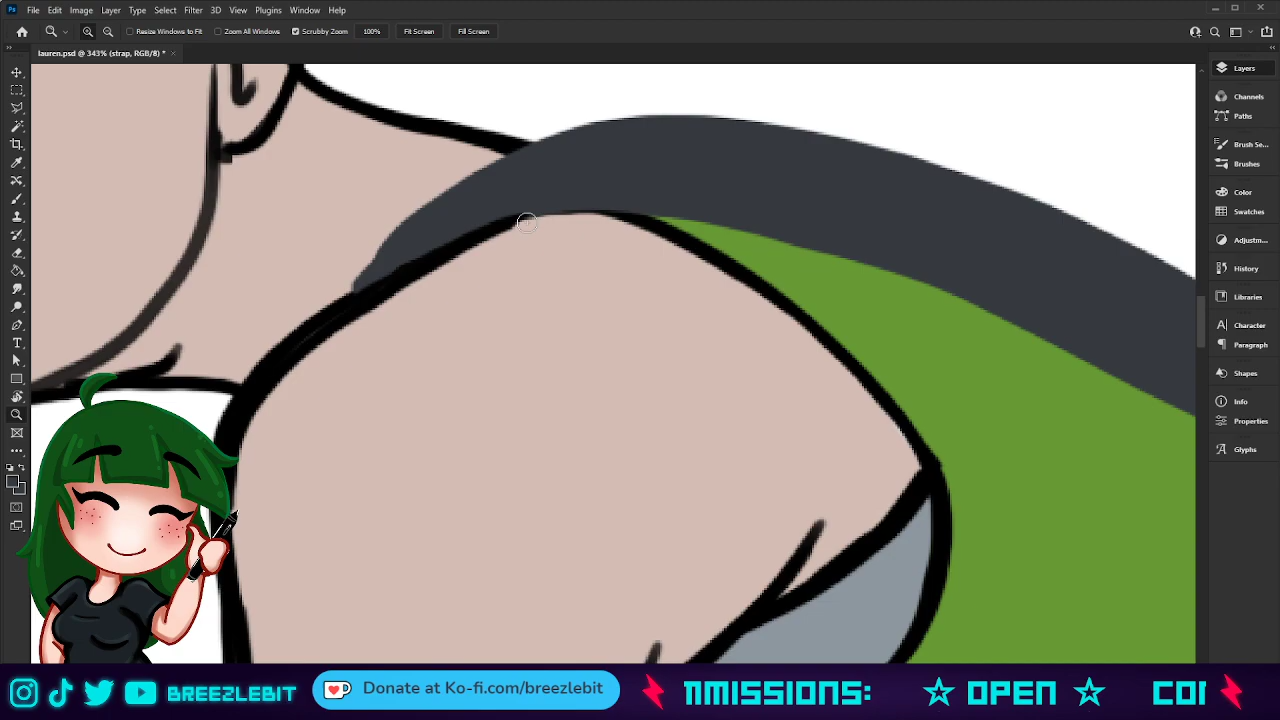 Ps File Edit Image Layer Type Select Filter 3D View Plugins Window Help
Resize Windows to Fit Zoom All Windows Scrubby Zoom 100% Fit Screen Fill Screen
lauren.psd @ 343% (strap, RGB/8) * ×
Layers
Channels
Paths
Brush Se...
Brushes
Color
Swatches
Adjustm...
History
Libraries
Character
Paragraph
Shapes
Info
Properties
Glyphs
BREEZLEBIT Donate at Ko-fi.com/breezlebit MMISSIONS: OPEN COI